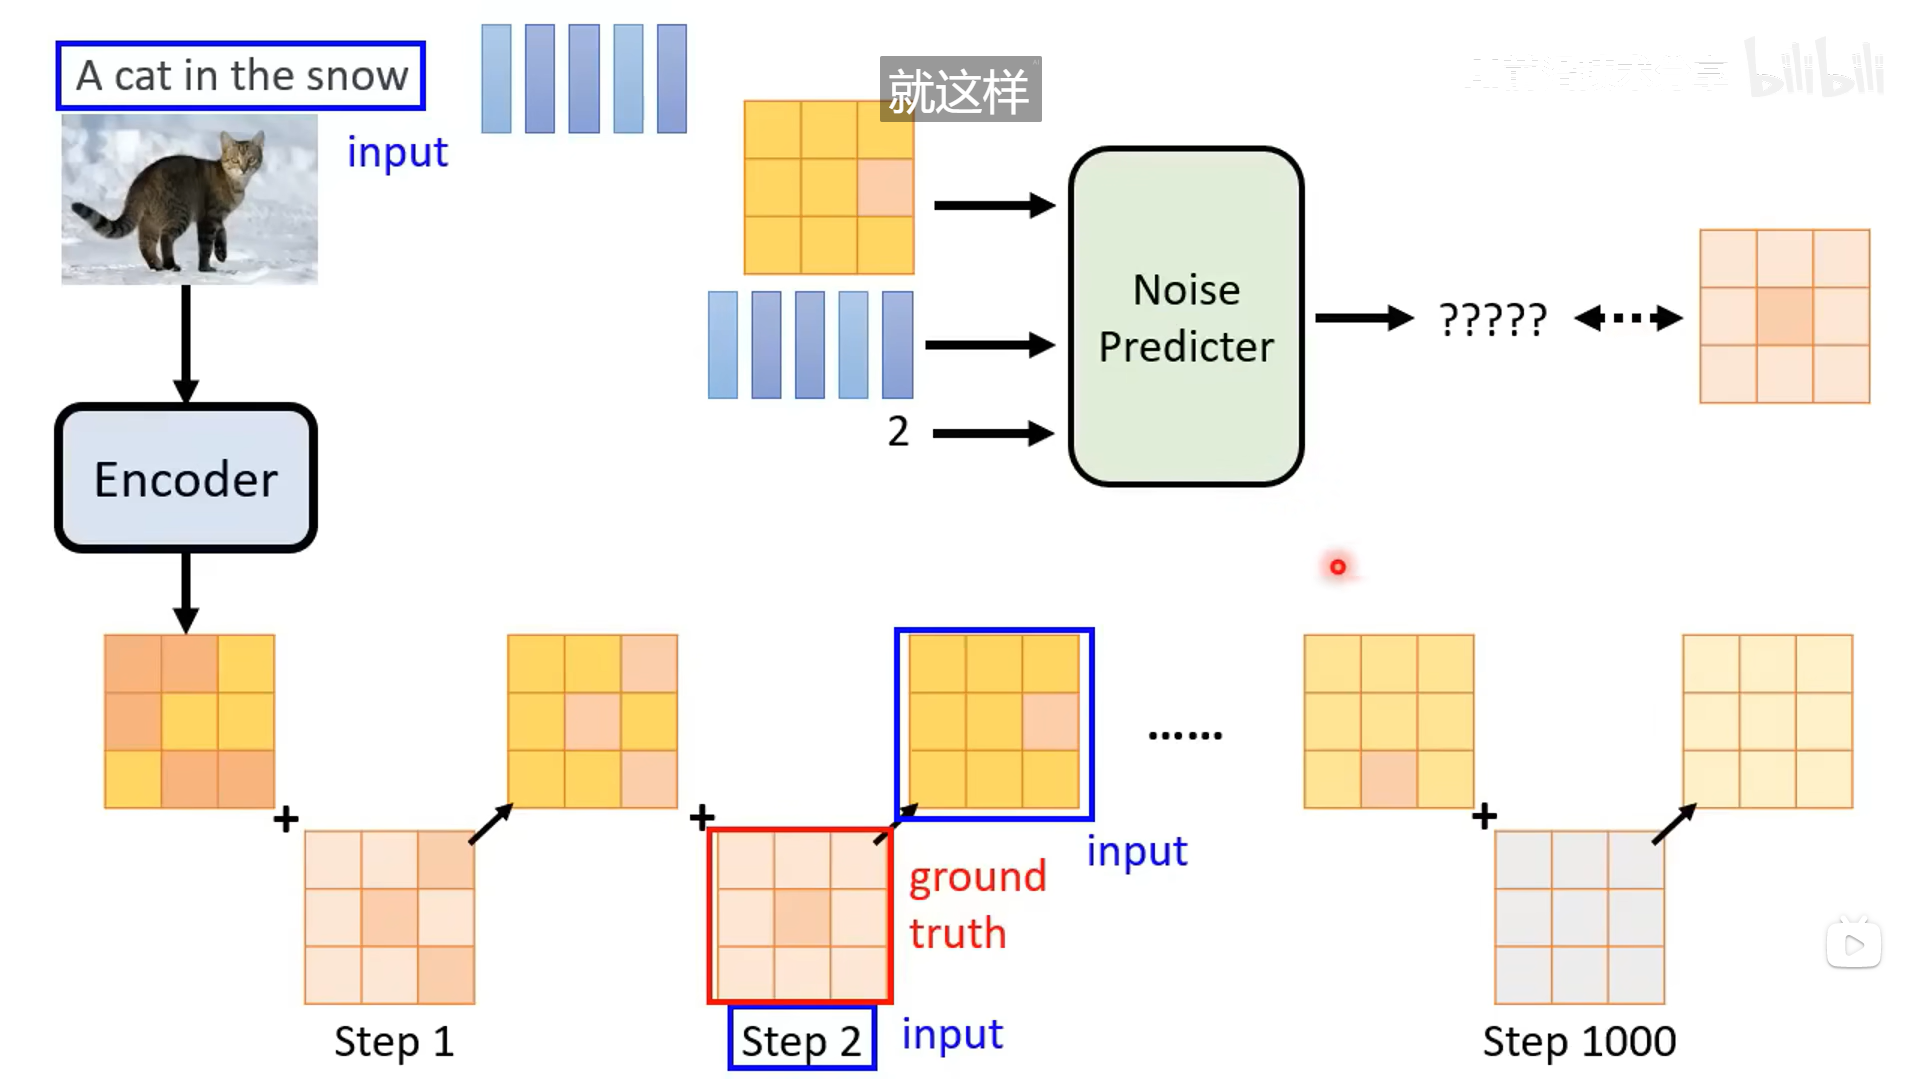 A cat in the snow
input
就这样
bilibili
Noise
Predicter
?????
2
Encoder
......
input
ground
truth
Step 1
Step 2
input
Step 1000